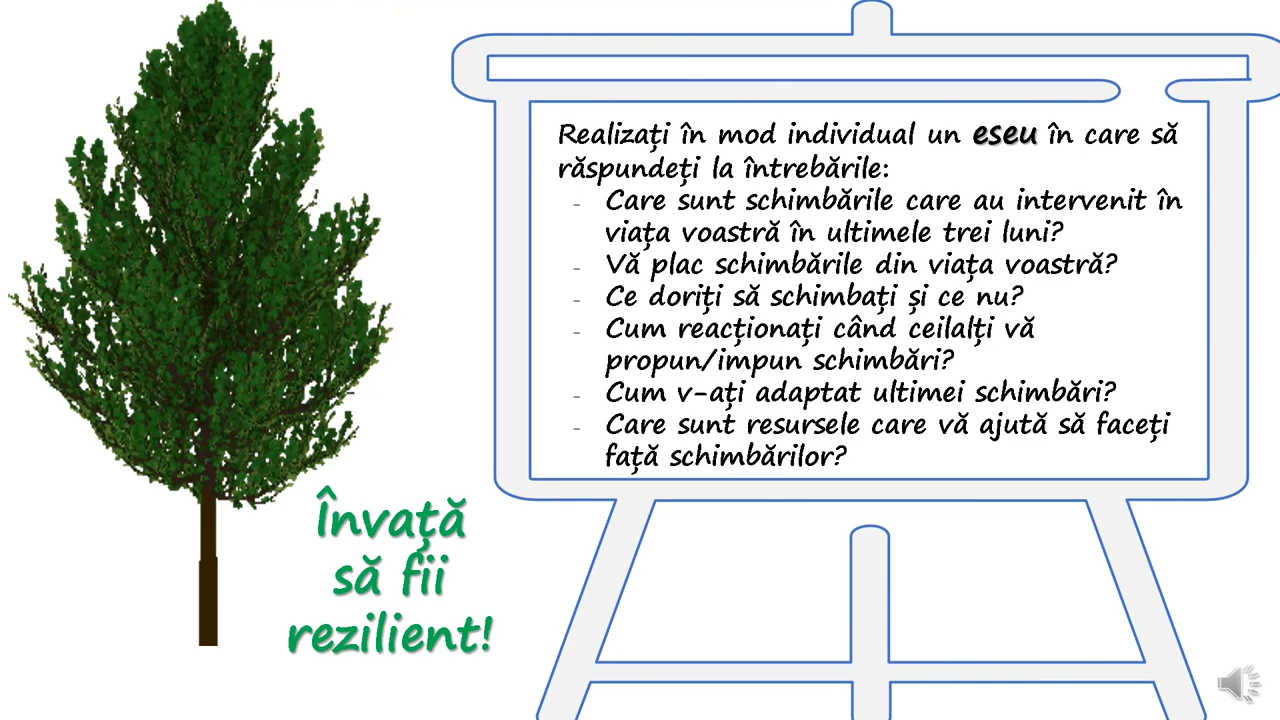 Realizați în mod individual un eseu în care să
răspundeți la întrebările:
- Care sunt schimbările care au intervenit în
viața voastră în ultimele trei luni?
- Vă plac schimbările din viața voastră?
- Ce doriți să schimbați și ce nu?
- Cum reacționați când ceilalți vă
propun/impun schimbări?
- Cum v-ați adaptat ultimei schimbări?
- Care sunt resursele care vă ajută să faceți
față schimbărilor?
Învață
să fii
rezilient!